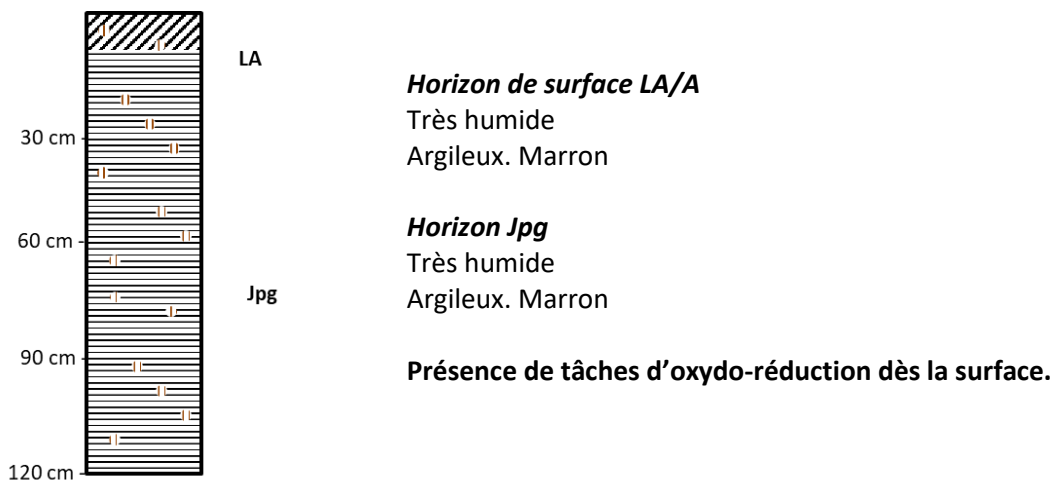 LA
30 cm
60 cm
Jpg
90 cm
120 cm
Horizon de surface LA/A
Très humide
Argileux. Marron
Horizon Jpg
Très humide
Argileux. Marron
Présence de tâches d’oxydo-réduction dès la surface.